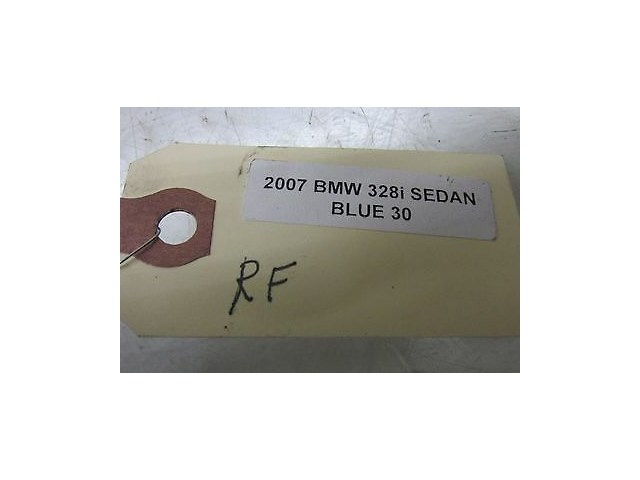 2007 BMW 328i SEDAN
BLUE 30
RF